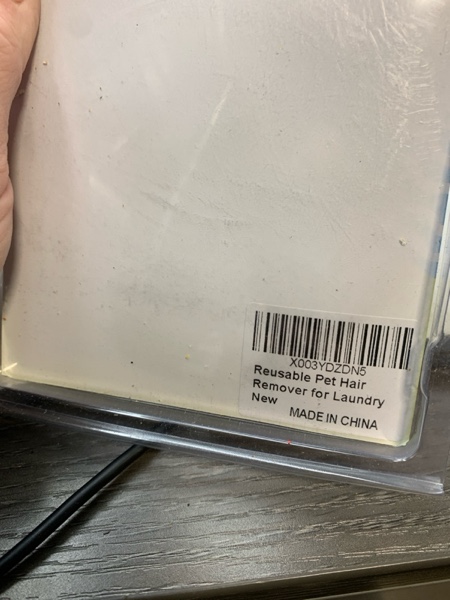 X003YDZDN5
Reusable Pet Hair
Remover for Laundry
New
MADE IN CHINA